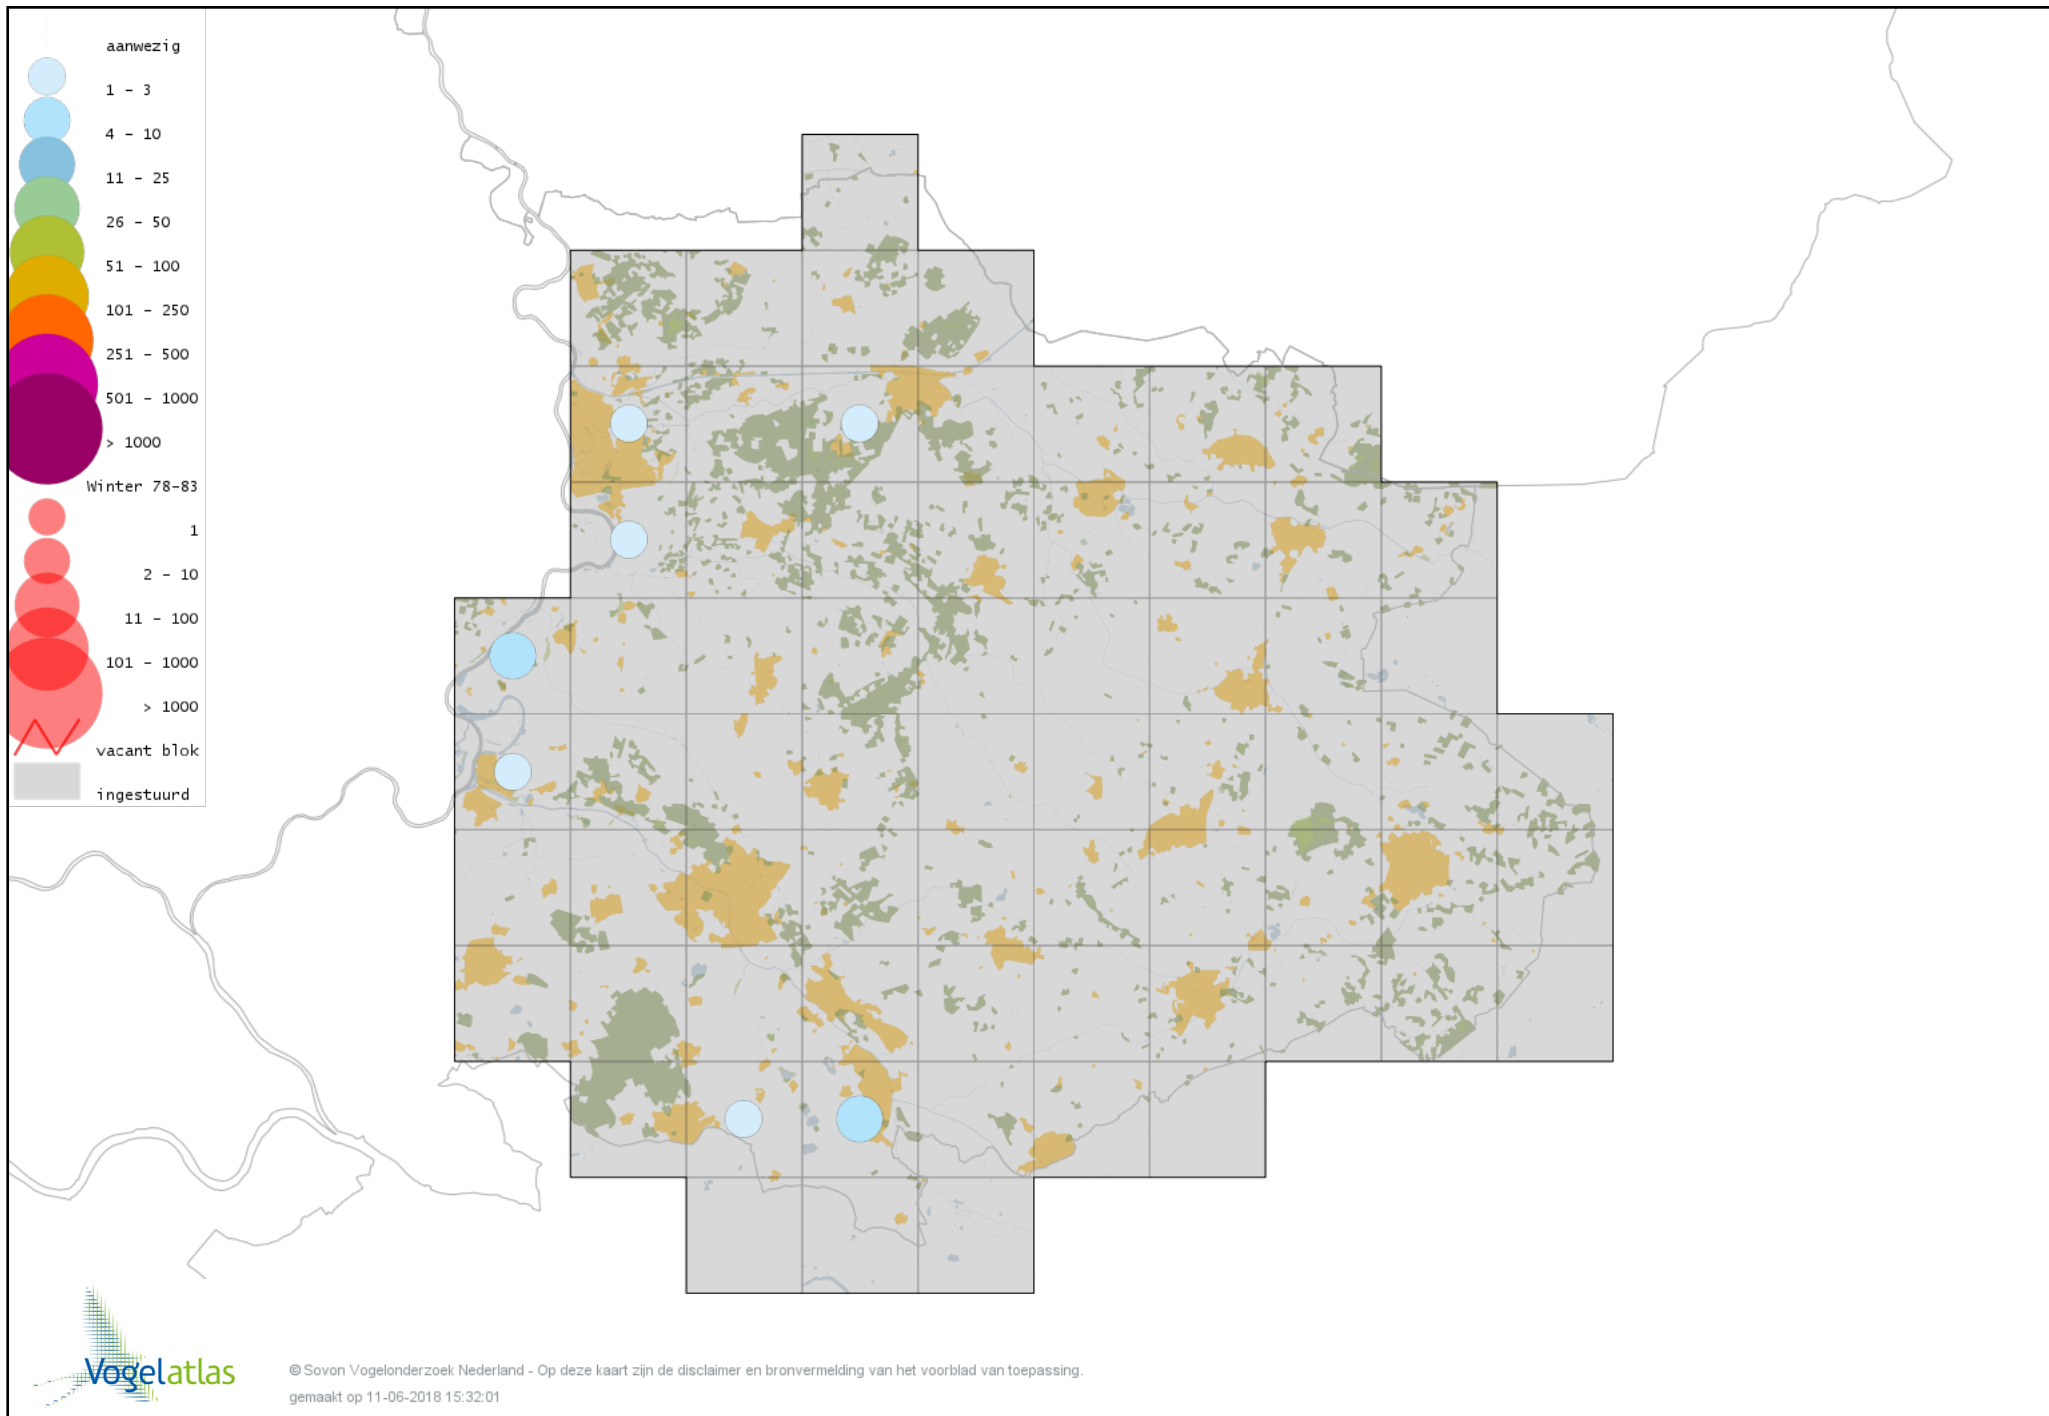 aanwezig
1 - 3
4 - 10
11 - 25
26 - 50
51 - 100
101 - 250
251 - 500
501 - 1000
> 1000
Winter 78-83
1
2 - 10
11 - 100
101 - 1000
> 1000
vacant blok
ingestuurd
Vogelatlas
© Sovon Vogelonderzoek Nederland - Op deze kaart zijn de disclaimer en bronvermelding van het voorblad van toepassing.
gemaakt op 11-06-2018 15:32:01